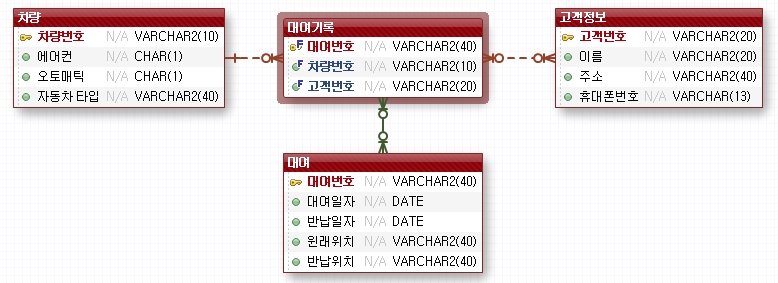 차량
차량번호 N/A VARCHAR2(10)
에어컨 N/A CHAR(1)
오토매틱 N/A CHAR(1)
자동차 타입 N/A VARCHAR2(40)
대여기록
대여번호 N/A VARCHAR2(40)
차량번호 N/A VARCHAR2(10)
고객번호 N/A VARCHAR2(20)
고객정보
고객번호 N/A VARCHAR2(20)
이름 N/A VARCHAR2(20)
주소 N/A VARCHAR2(40)
휴대폰번호 N/A VARCHAR(13)
대여
대여번호 N/A VARCHAR2(40)
대여일자 N/A DATE
반납일자 N/A DATE
원래위치 N/A VARCHAR2(40)
반납위치 N/A VARCHAR2(40)